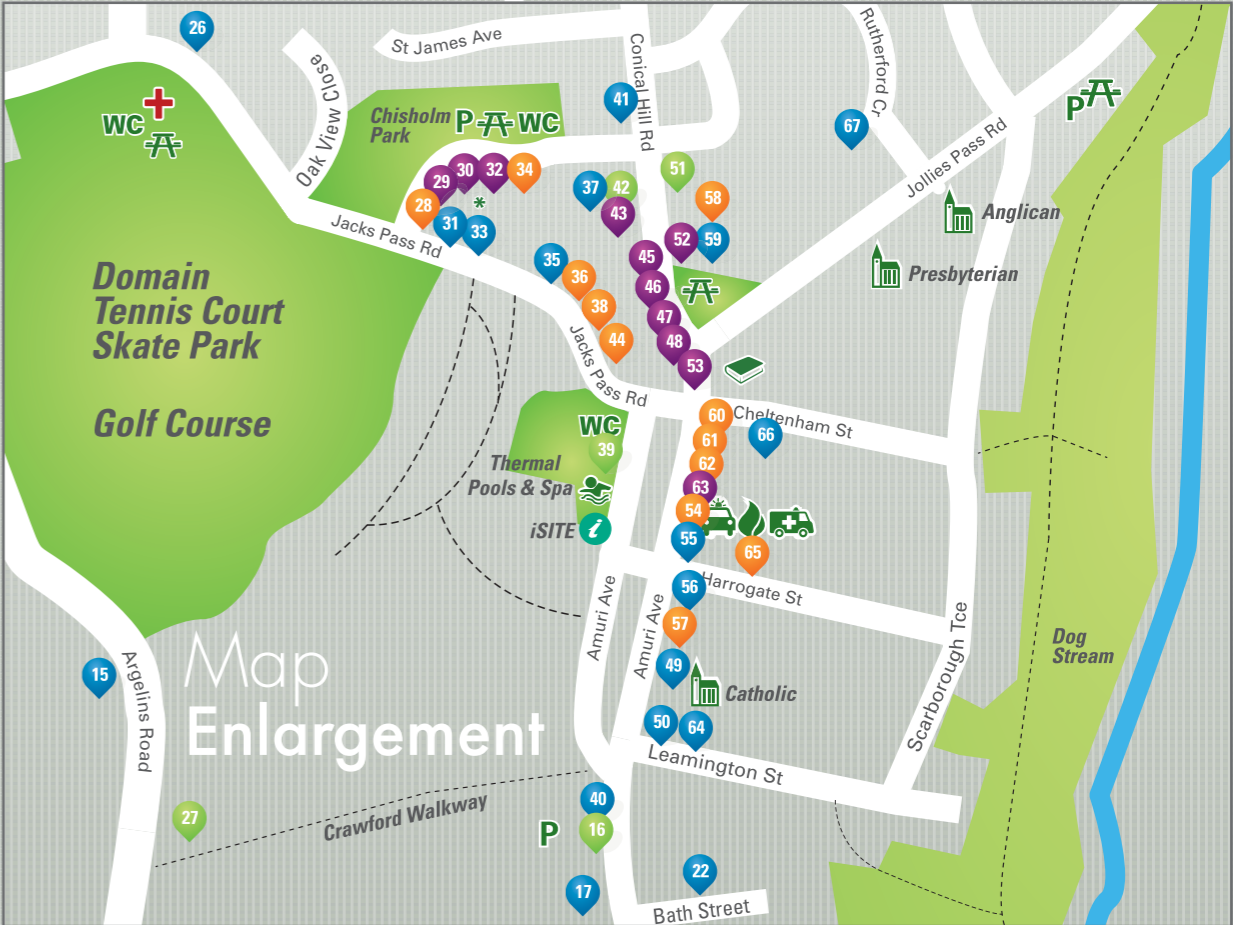 26
St James Ave
Conical Hill Rd
Rutherford Cr
Oak View Close
WC
Chisholm
Park
P
WC
41
67
P
Jollies Pass Rd
29
30
32
34
28
*
31
33
37
42
43
51
58
52
59
Anglican
Presbyterian
Jacks Pass Rd
35
36
38
44
45
46
47
48
53
Domain
Tennis Court
Skate Park
Golf Course
Jacks Pass Rd
WC
39
Thermal
Pools & Spa
iSITE
i
60
Cheltenham St
61
66
62
63
54
55
65
56
Harrogate St
57
49
Catholic
50
64
Amuri Ave
Amuri Ave
Leamington St
Scarborough Tce
Dog
Stream
15
Argelins Road
Map
Enlargement
27
Crawford Walkway
40
P
16
17
22
Bath Street